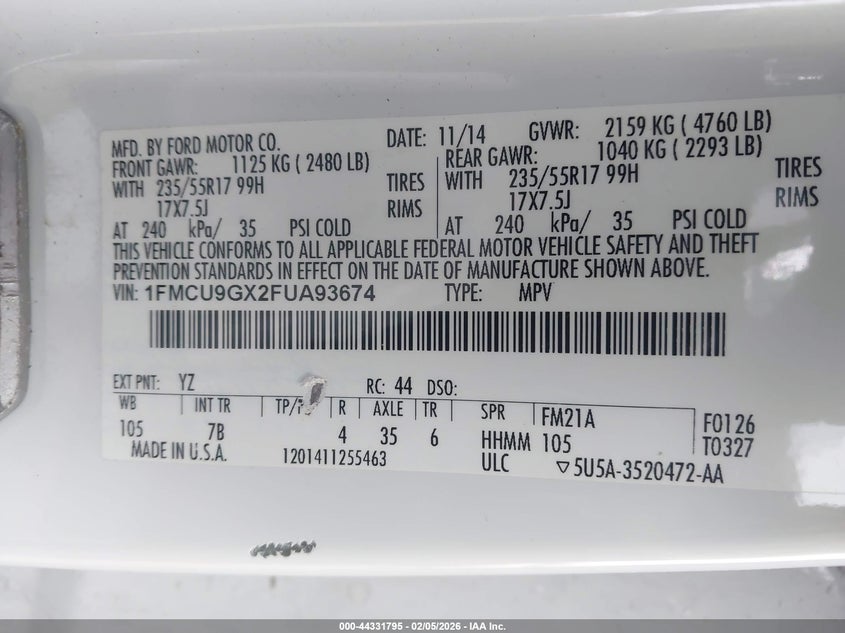 MFD. BY FORD MOTOR CO. DATE: 11/14 GVWR: 2159 KG ( 4760 LB)
FRONT GAWR: 1125 KG ( 2480 LB) REAR GAWR: 1040 KG ( 2293 LB)
WITH 235/55R17 99H TIRES WITH 235/55R17 99H TIRES
17X7.5J RIMS 17X7.5J RIMS
AT 240 kPa/ 35 PSI COLD AT 240 kPa/ 35 PSI COLD
THIS VEHICLE CONFORMS TO ALL APPLICABLE FEDERAL MOTOR VEHICLE SAFETY AND THEFT
PREVENTION STANDARDS IN EFFECT ON THE DATE OF MANUFACTURE SHOWN ABOVE.
VIN: 1FMCU9GX2FUA93674 TYPE: MPV
EXT PNT: YZ RC: 44 DSO:
WB INT TR R AXLE TR SPR FM21A F0126
105 7B 4 35 6 HHMM 105 T0327
MADE IN U.S.A. 1201411255463 ULC ▽5U5A-3520472-AA
000-44331795 - 02/05/2026 - IAA Inc.